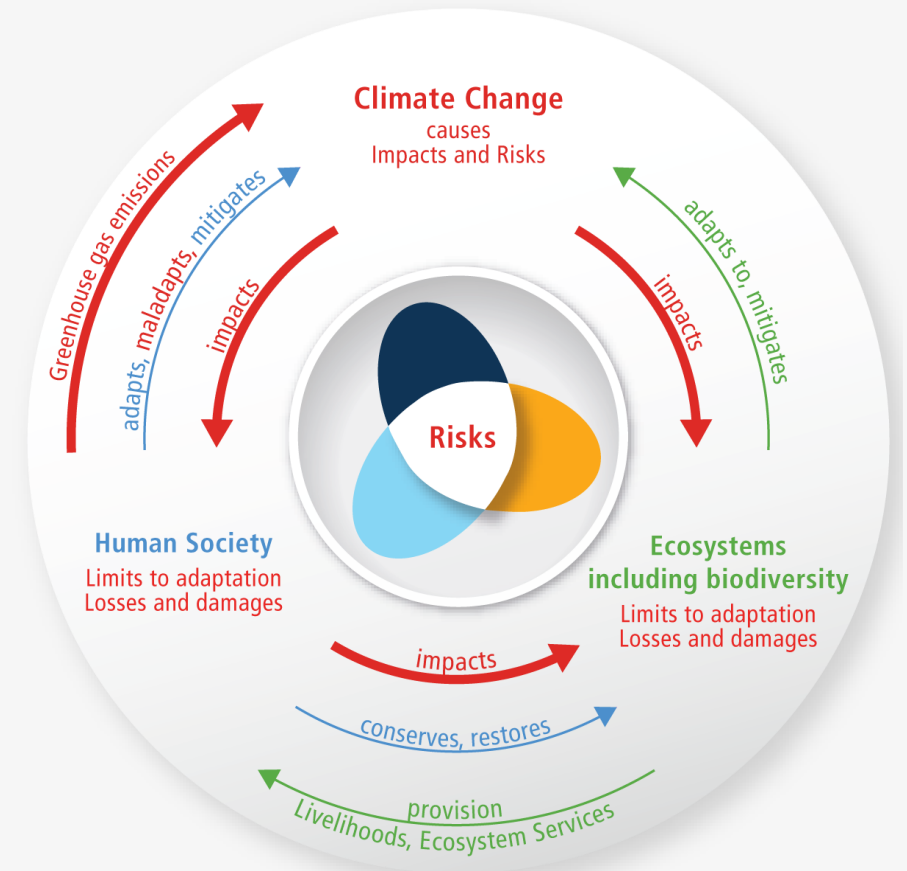 Climate Change
causes
Impacts and Risks
Greenhouse gas emissions
adapts, maladapts, mitigates
impacts
impacts
adapts to, mitigates
Risks
Human Society
Limits to adaptation
Losses and damages
Ecosystems
including biodiversity
Limits to adaptation
Losses and damages
impacts
conserves, restores
provision
Livelihoods, Ecosystem Services